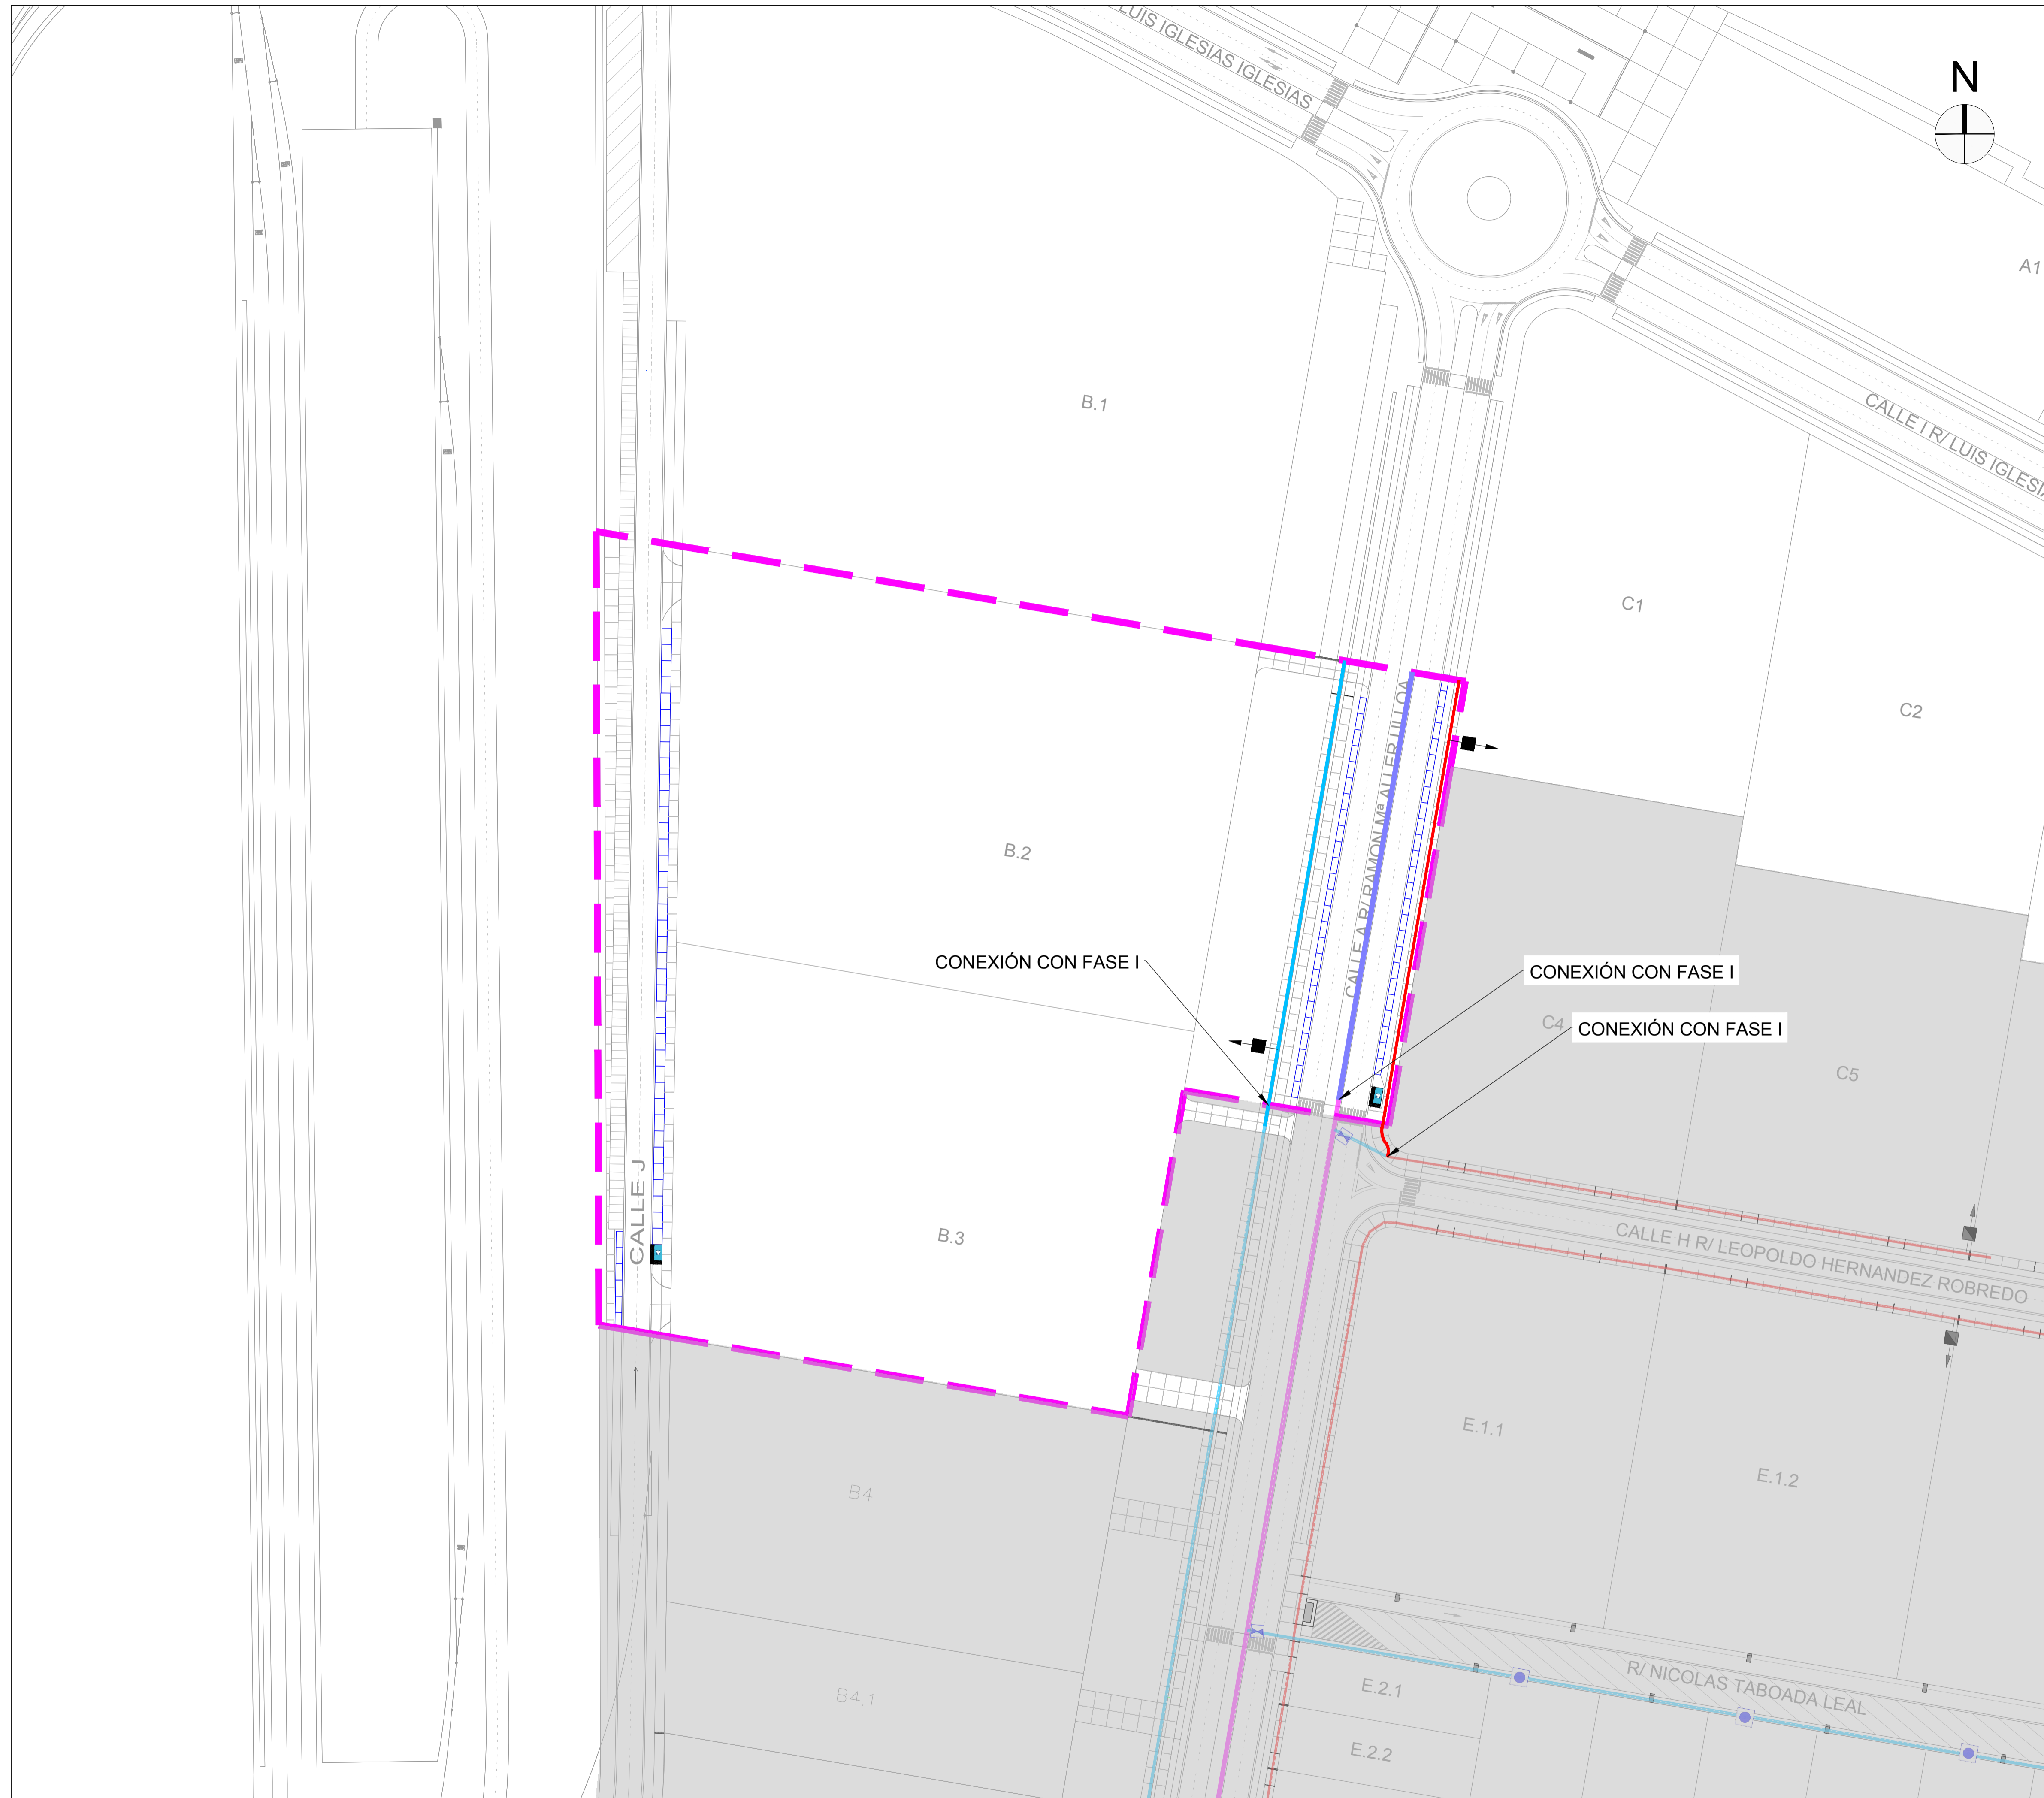 LUIS IGLESIAS IGLESIAS
N
A1
B.1
CALLE I R/ LUIS IGLESIA
C1
C2
CALLE A R/ RAMON Mª ALLER ULLOA
B.2
CONEXIÓN CON FASE I
CONEXIÓN CON FASE I
C4
CONEXIÓN CON FASE I
C5
CALLE J
B.3
CALLE H R/ LEOPOLDO HERNANDEZ ROBREDO
E.1.1
E.1.2
B4
R/ NICOLAS TABOADA LEAL
B4.1
E.2.1
E.2.2